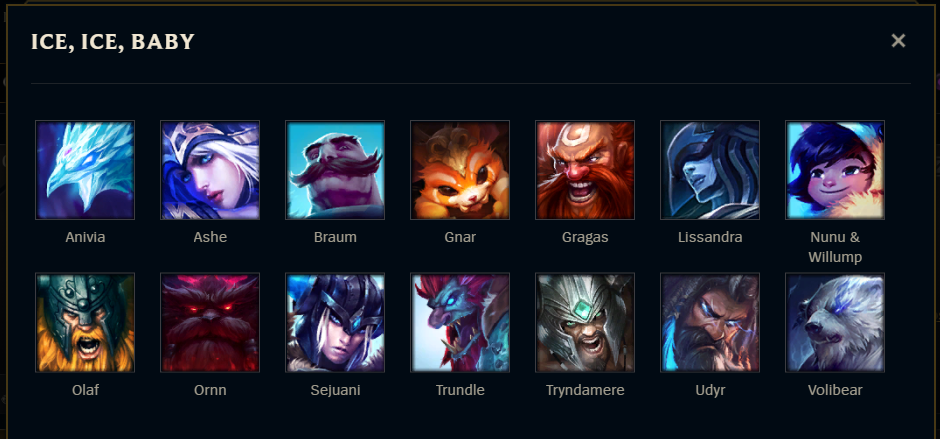 ICE, ICE, BABY
Anivia
Ashe
Braum
Gnar
Gragas
Lissandra
Nunu &
Willump
Olaf
Ornn
Sejuani
Trundle
Tryndamere
Udyr
Volibear